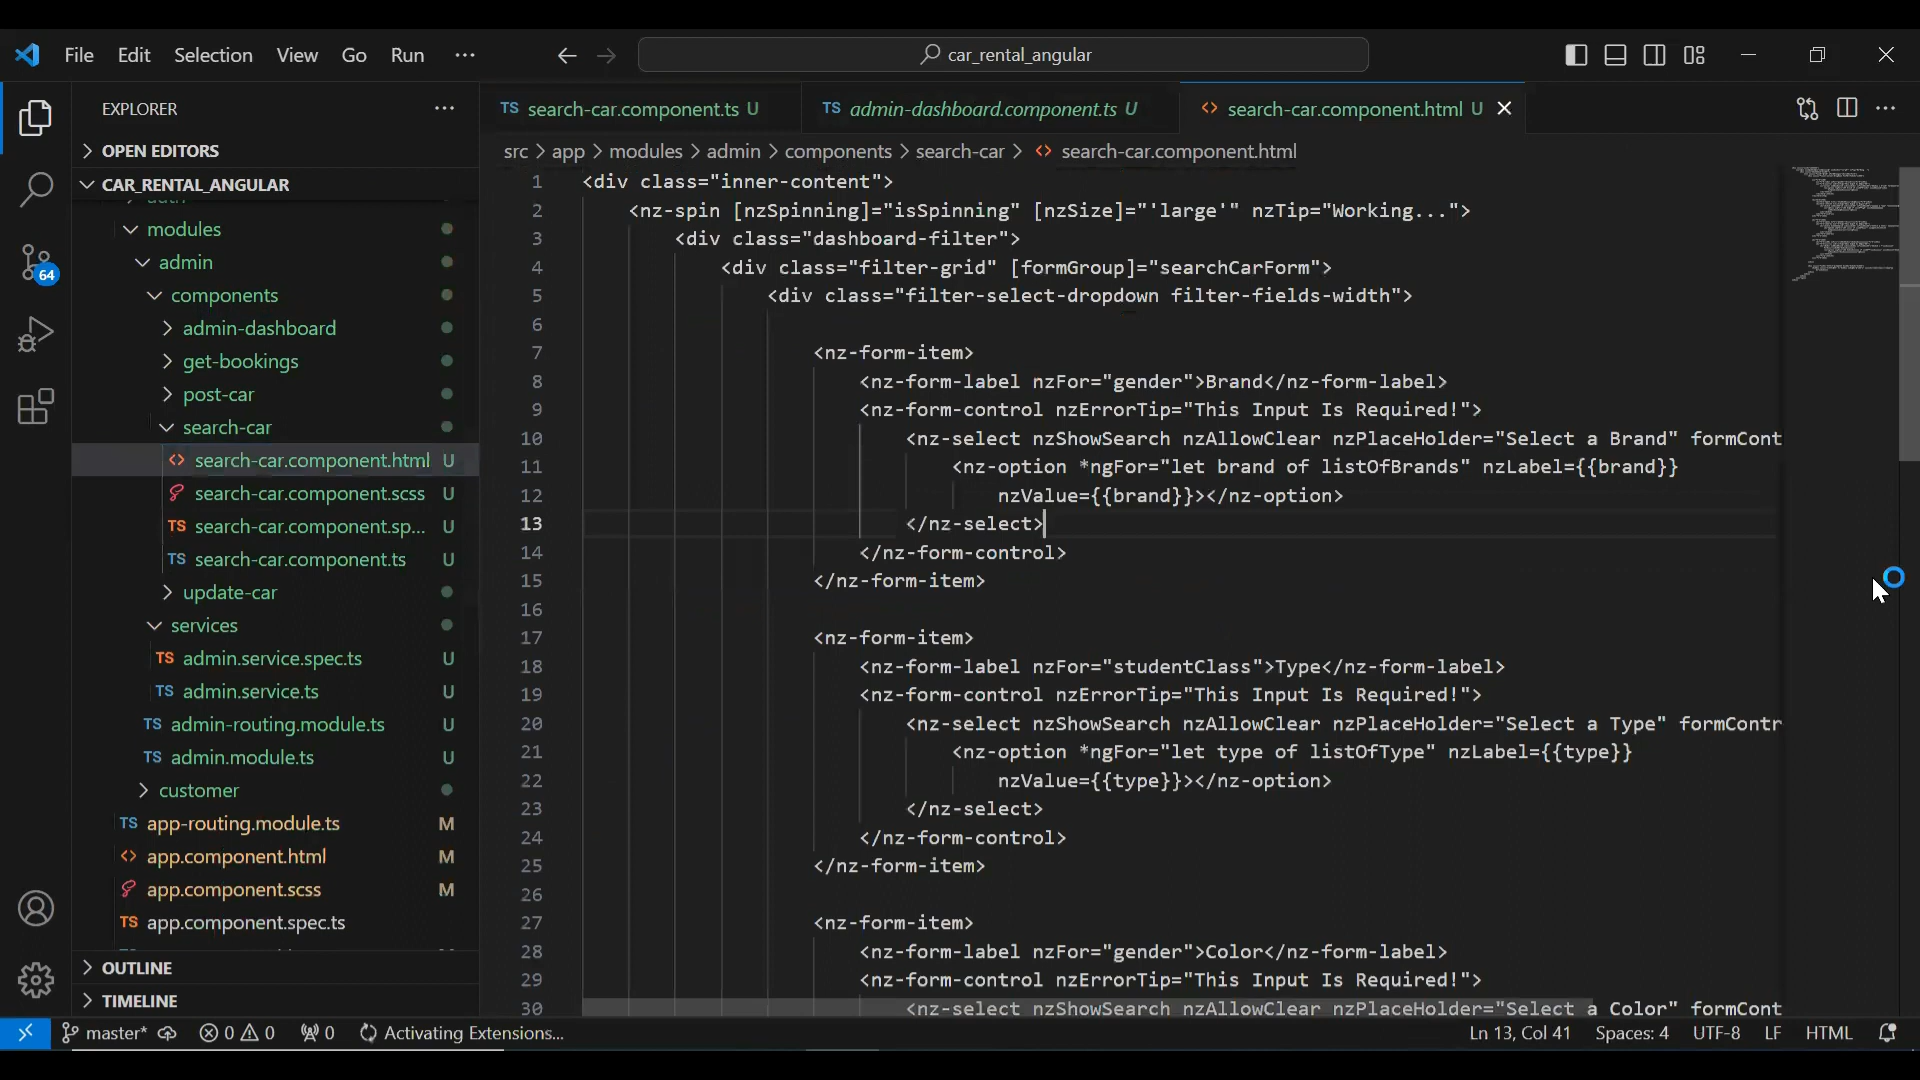 File Edit Selection View Go Run ··· car_rental_angular
EXPLORER ···
OPEN EDITORS
CAR_RENTAL_ANGULAR
modules
admin
components
admin-dashboard
get-bookings
post-car
search-car
search-car.component.html U
search-car.component.scss U
TS search-car.component.sp... U
TS search-car.component.ts U
update-car
services
TS admin.service.spec.ts U
TS admin.service.ts U
TS admin-routing.module.ts U
TS admin.module.ts U
customer
TS app-routing.module.ts M
app.component.html M
app.component.scss M
TS app.component.spec.ts
OUTLINE
TIMELINE
64
TS search-car.component.ts U TS admin-dashboard.component.ts U <> search-car.component.html U
src > app > modules > admin > components > search-car > <> search-car.component.html
1 <div class="inner-content">
2 <nz-spin [nzSpinning]="isSpinning" [nzSize]="'large'" nzTip="Working...">
3 <div class="dashboard-filter">
4 <div class="filter-grid" [formGroup]="searchCarForm">
5 <div class="filter-select-dropdown filter-fields-width">
6
7 <nz-form-item>
8 <nz-form-label nzFor="gender">Brand</nz-form-label>
9 <nz-form-control nzErrorTip="This Input Is Required!">
10 <nz-select nzShowSearch nzAllowClear nzPlaceHolder="Select a Brand" formCont
11 <nz-option *ngFor="let brand of listOfBrands" nzLabel={{brand}}
12 nzValue={{brand}}></nz-option>
13 </nz-select>
14 </nz-form-control>
15 </nz-form-item>
16
17 <nz-form-item>
18 <nz-form-label nzFor="studentClass">Type</nz-form-label>
19 <nz-form-control nzErrorTip="This Input Is Required!">
20 <nz-select nzShowSearch nzAllowClear nzPlaceHolder="Select a Type" formContr
21 <nz-option *ngFor="let type of listOfType" nzLabel={{type}}
22 nzValue={{type}}></nz-option>
23 </nz-select>
24 </nz-form-control>
25 </nz-form-item>
26
27 <nz-form-item>
28 <nz-form-label nzFor="gender">Color</nz-form-label>
29 <nz-form-control nzErrorTip="This Input Is Required!">
30 <nz-select nzShowSearch nzAllowClear nzPlaceHolder="Select a Color" formCont
master* 0 0 0 Activating Extensions... Ln 13, Col 41 Spaces: 4 UTF-8 LF HTML